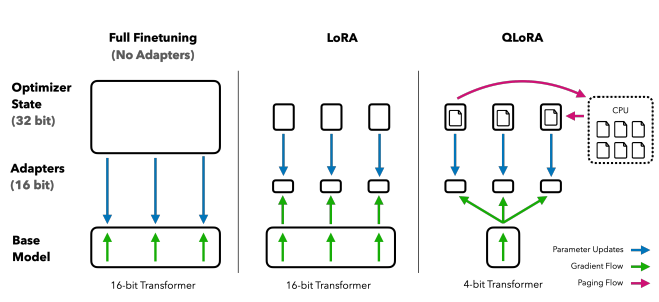 Full Finetuning
(No Adapters)
LoRA
QLoRA
Optimizer
State
(32 bit)
CPU
Adapters
(16 bit)
Base
Model
Parameter Updates
Gradient Flow
Paging Flow
16-bit Transformer
16-bit Transformer
4-bit Transformer